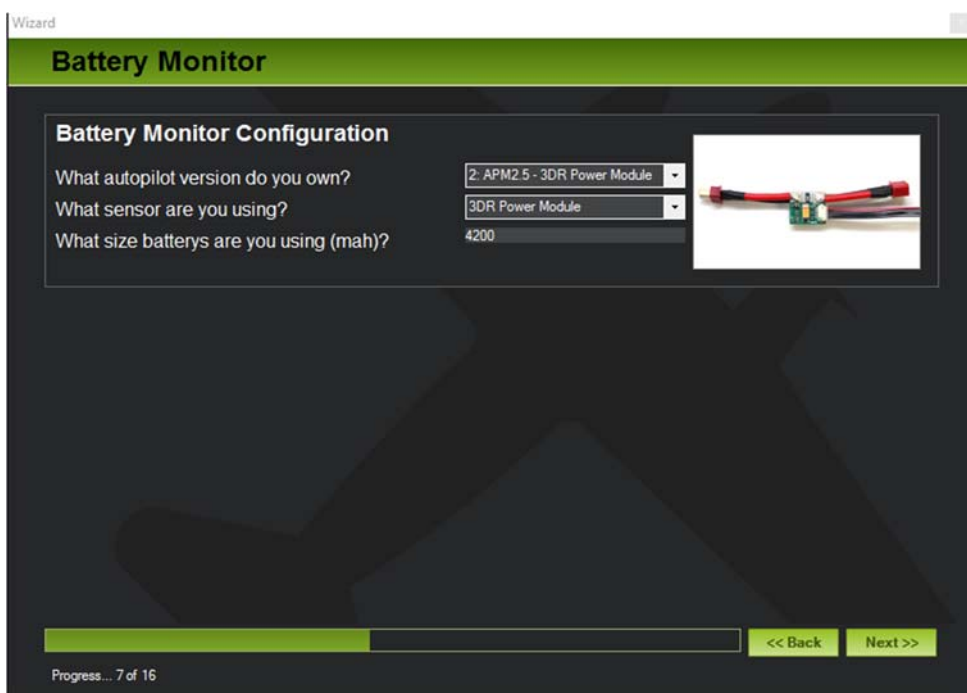 Wizard
Battery Monitor
Battery Monitor Configuration
What autopilot version do you own?
2: APM2.5 - 3DR Power Module
What sensor are you using?
3DR Power Module
What size batterys are you using (mah)?
4200
<< Back
Next >>
Progress... 7 of 16